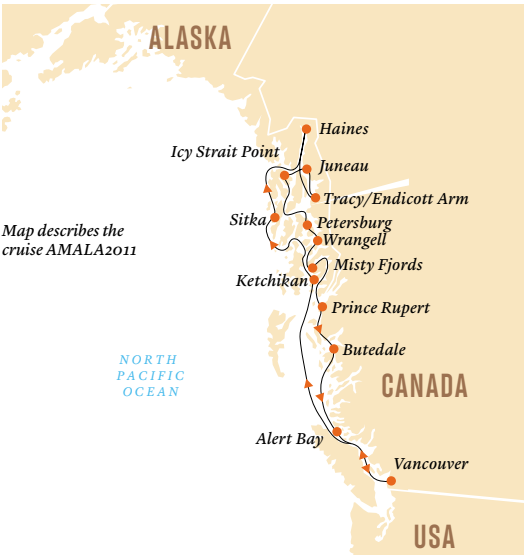 ALASKA
Haines
Icy Strait Point
Juneau
Tracy/Endicott Arm
Sitka
Petersburg
Map describes the
cruise AMALA2011
Wrangell
Misty Fjords
Ketchikan
Prince Rupert
Butedale
NORTH
PACIFIC
OCEAN
CANADA
Alert Bay
Vancouver
USA